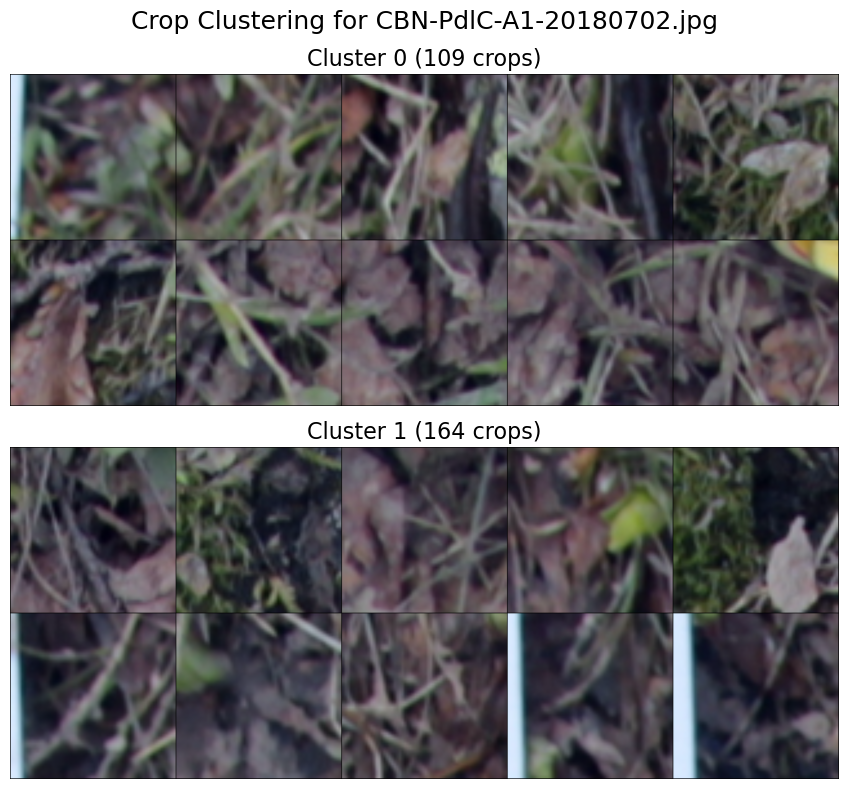 Crop Clustering for CBN-PdlC-A1-20180702.jpg
Cluster 0 (109 crops)
Cluster 1 (164 crops)